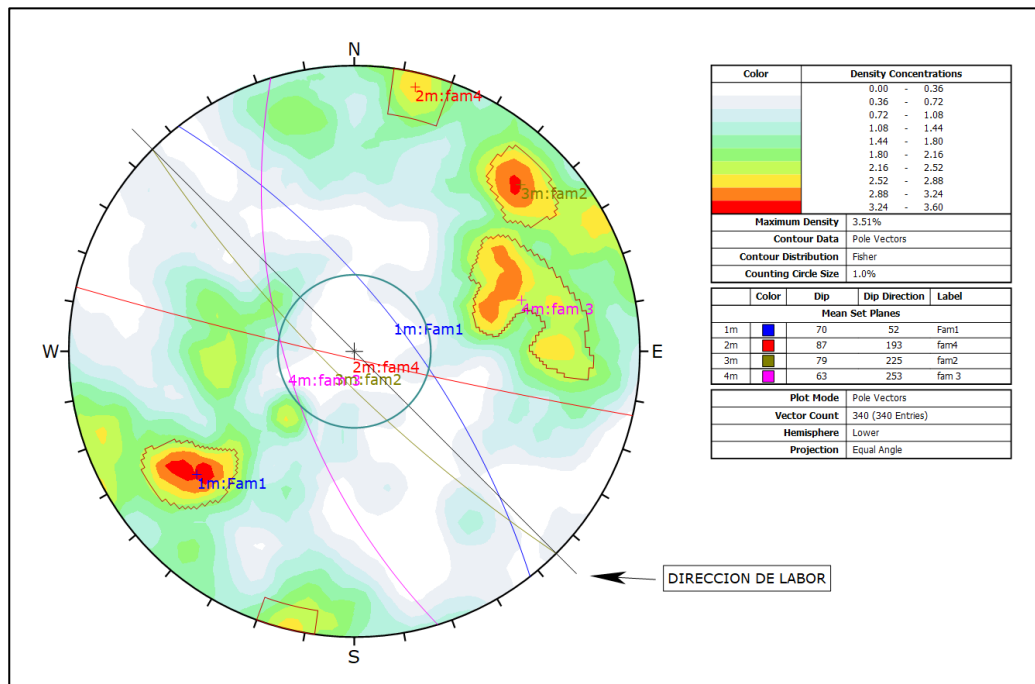 N
2m:fam4
3m:fam2
4m:fam 3
1m:Fam1
W
E
2m:fam4
4m:fam 3
3m:fam2
1m:Fam1
S
DIRECCION DE LABOR
Color Density Concentrations
0.00 - 0.36
0.36 - 0.72
0.72 - 1.08
1.08 - 1.44
1.44 - 1.80
1.80 - 2.16
2.16 - 2.52
2.52 - 2.88
2.88 - 3.24
3.24 - 3.60
Maximum Density 3.51%
Contour Data Pole Vectors
Contour Distribution Fisher
Counting Circle Size 1.0%
Color Dip Dip Direction Label
Mean Set Planes
1m 70 52 Fam1
2m 87 193 fam4
3m 79 225 fam2
4m 63 253 fam 3
Plot Mode Pole Vectors
Vector Count 340 (340 Entries)
Hemisphere Lower
Projection Equal Angle